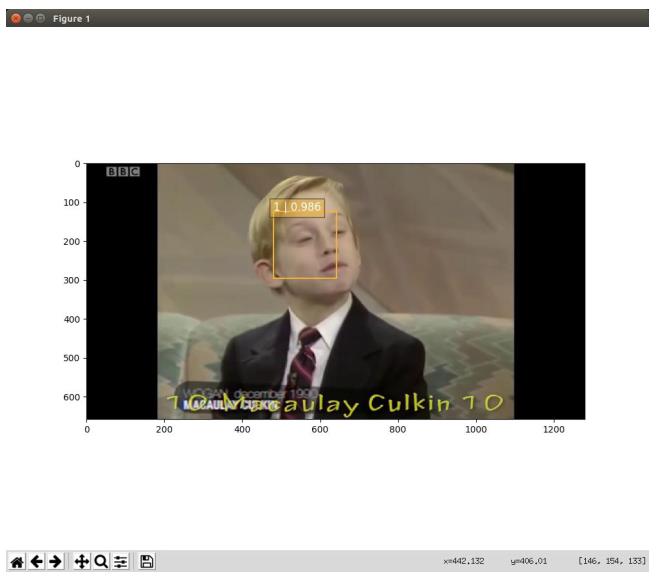 Figure 1
0
100
200
300
400
500
600
BBC
1 | 0.986
WOGAN december 1990
MACAULAY CULKIN
10 Macaulay Culkin 10
0 200 400 600 800 1000 1200
x=442.132 y=406.01 [146, 154, 133]